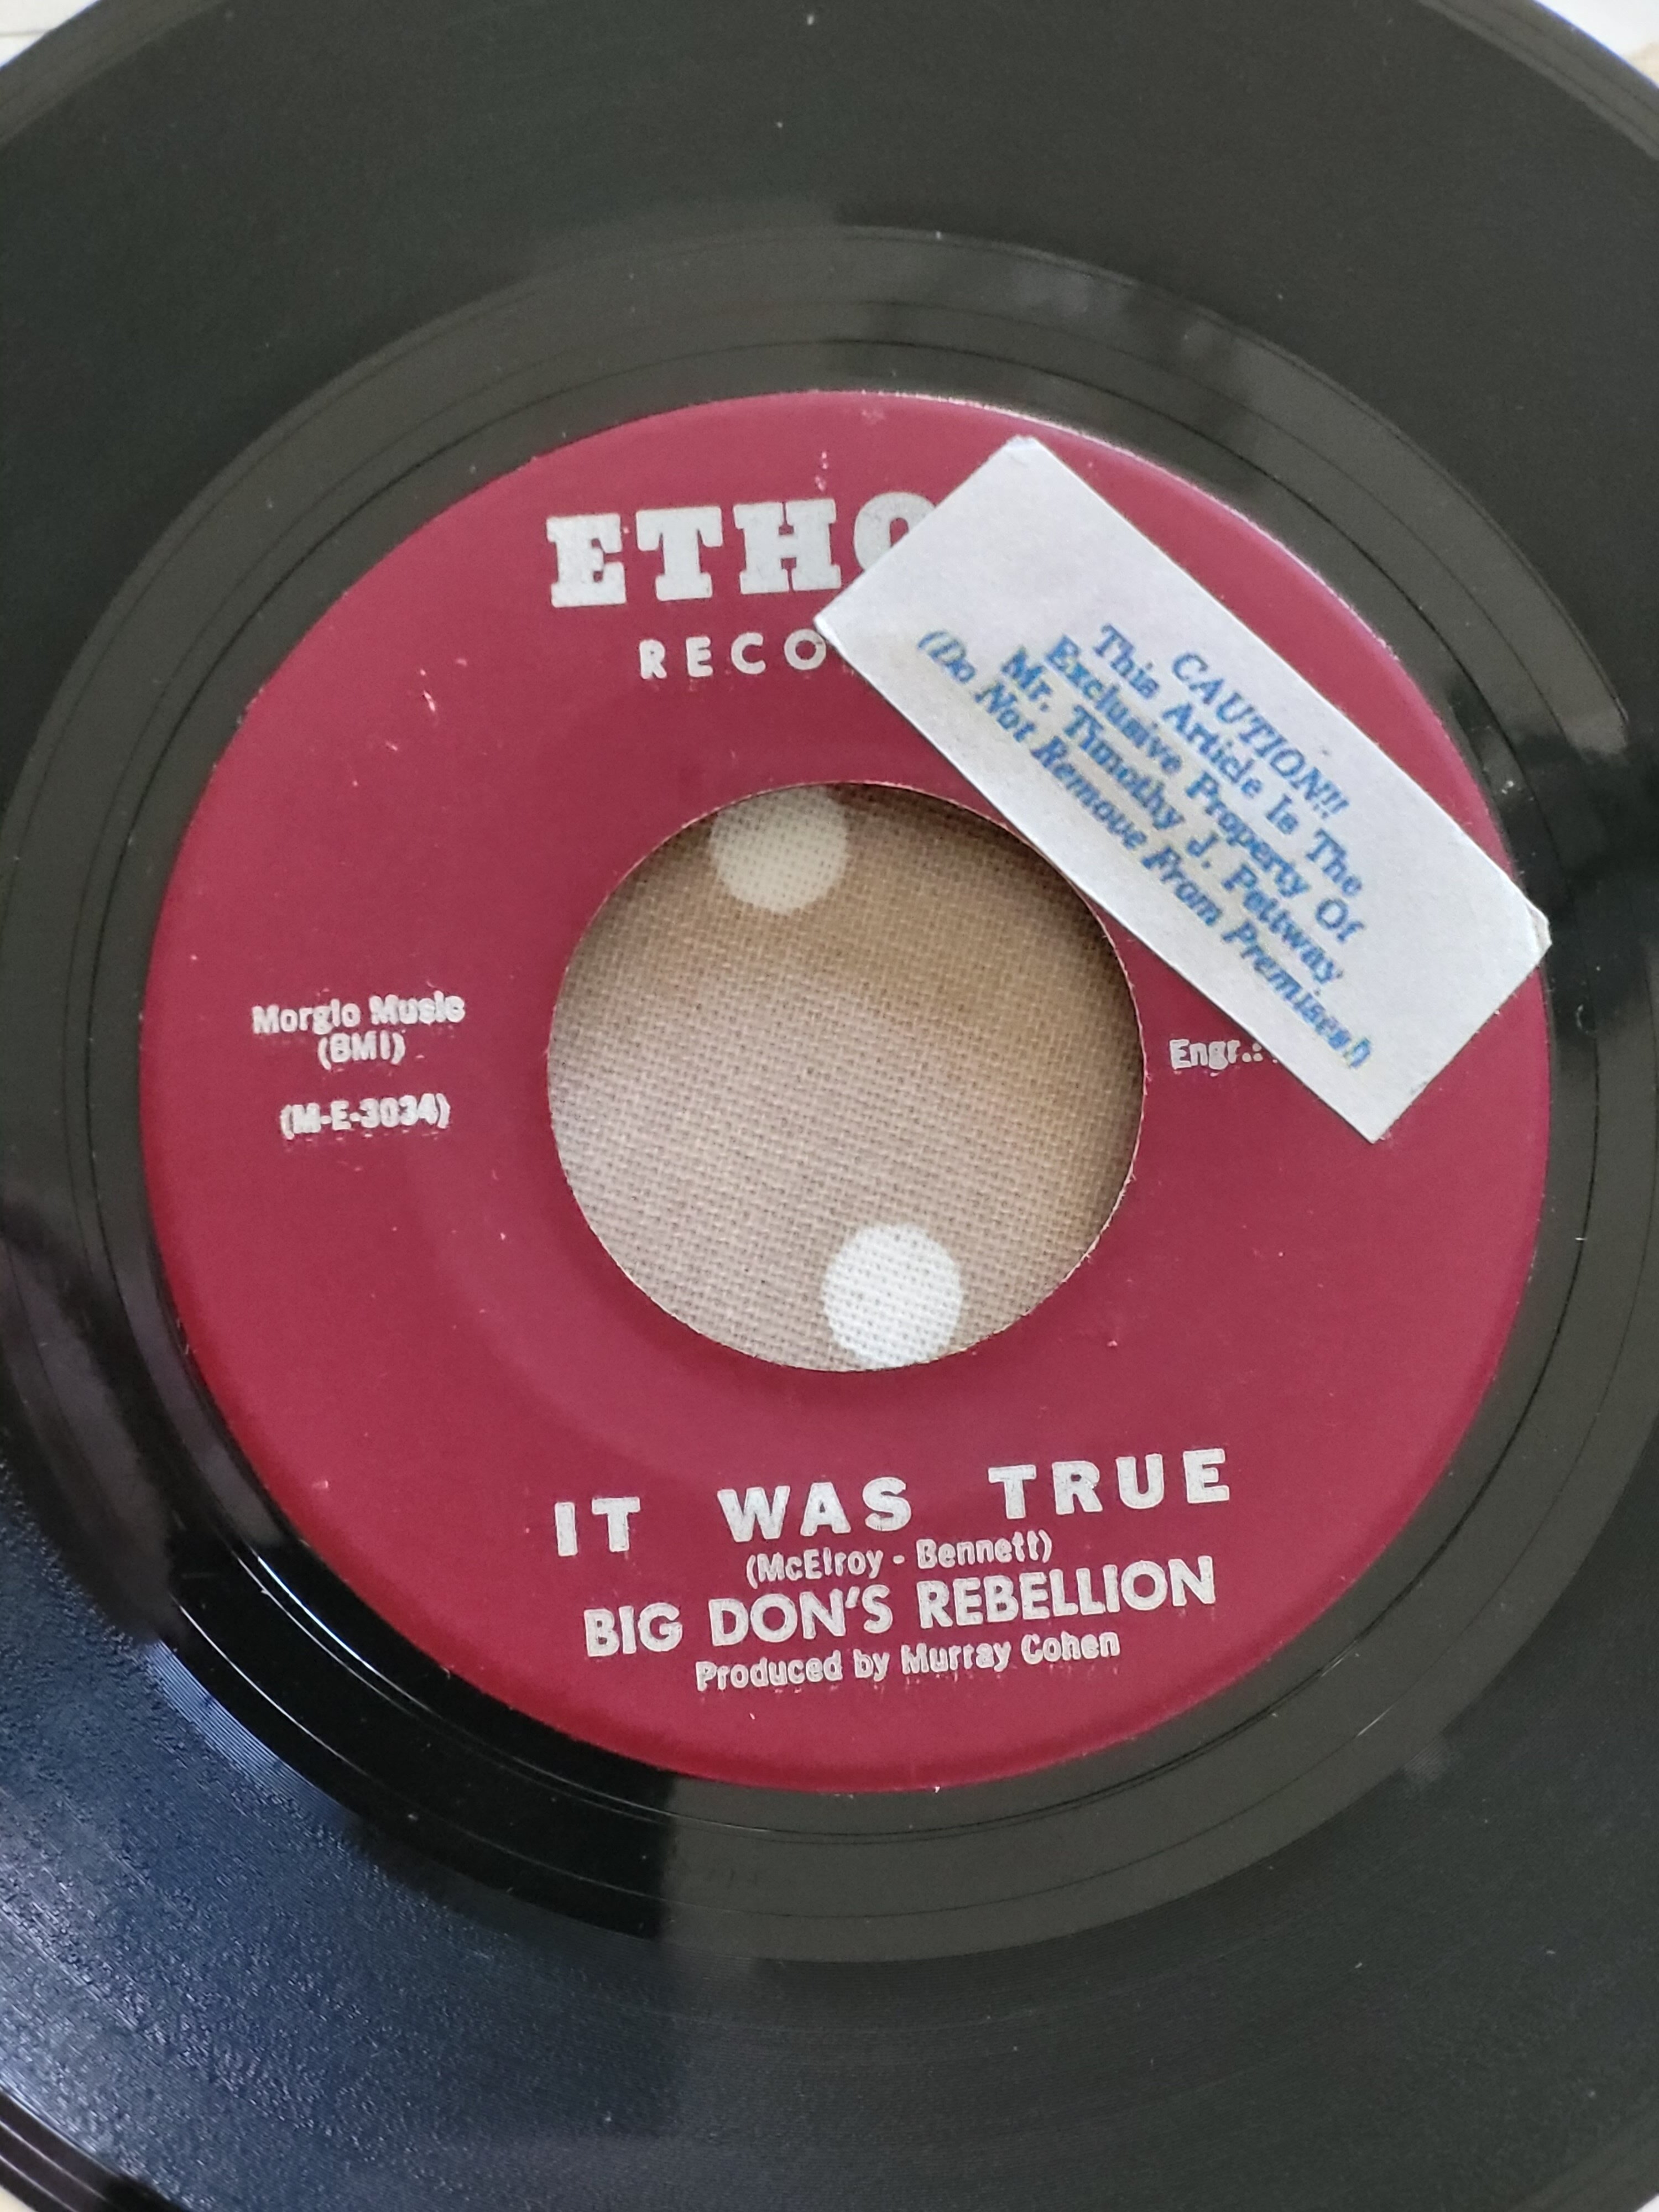 ETHO
RECO
CAUTION!!!
This Article Is The
Exclusive Property Of
Mr. Timothy J. Pettway
(Do Not Remove From Premises!)
Morglo Music
(BMI)
(M-E-3034)
Engr.:
IT WAS TRUE
(McElroy - Bennett)
BIG DON'S REBELLION
Produced by Murray Cohen